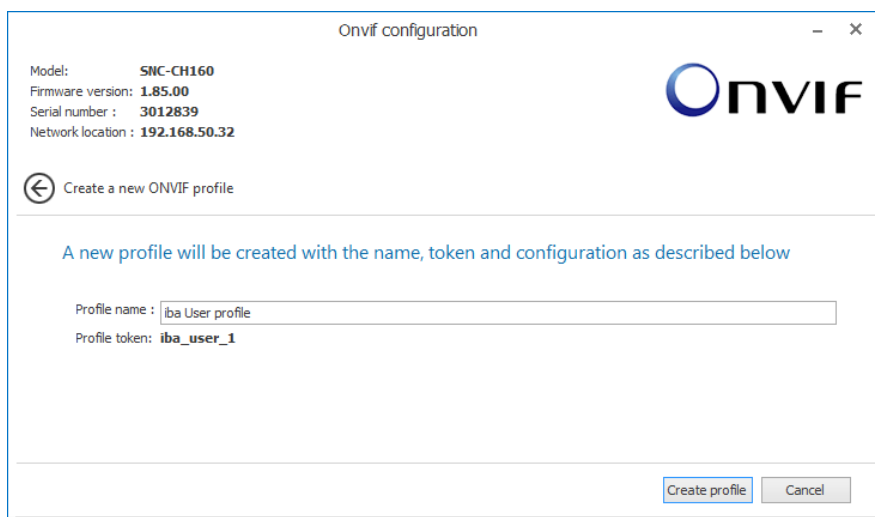 Onvif configuration
Model: SNC-CH160
Firmware version: 1.85.00
Serial number : 3012839
Network location : 192.168.50.32
ONVIF
Create a new ONVIF profile
A new profile will be created with the name, token and configuration as described below
Profile name : iba User profile
Profile token: iba_user_1
Create profile Cancel